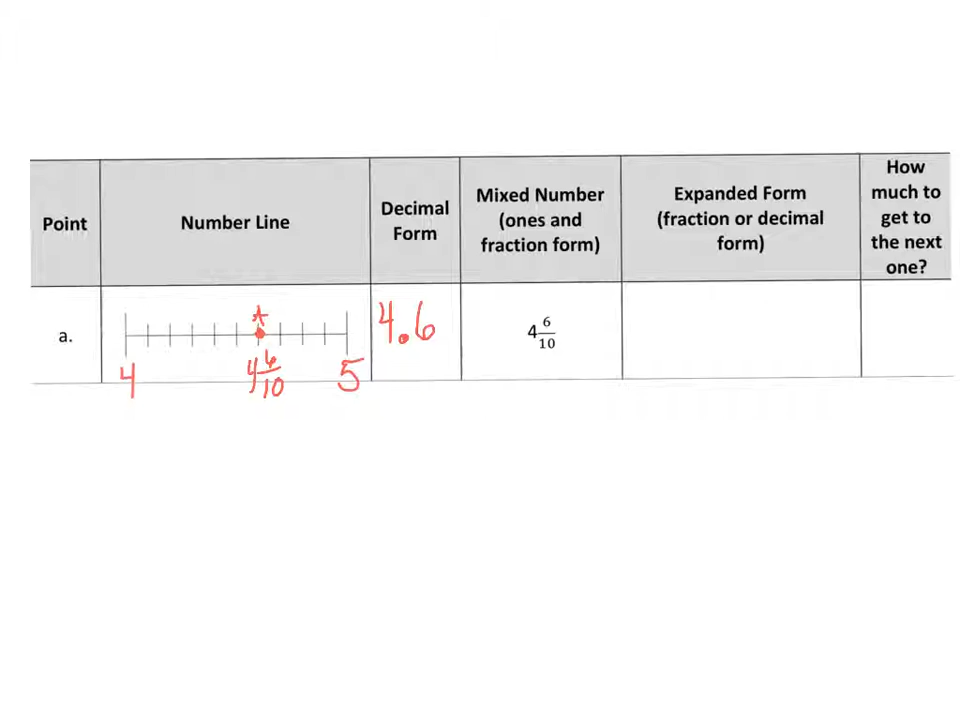 Point
Number Line
Decimal
Form
Mixed Number
(ones and
fraction form)
Expanded Form
(fraction or decimal
form)
How
much to
get to
the next
one?
a.
A
4
4 6/10
5
4.6
4 6/10